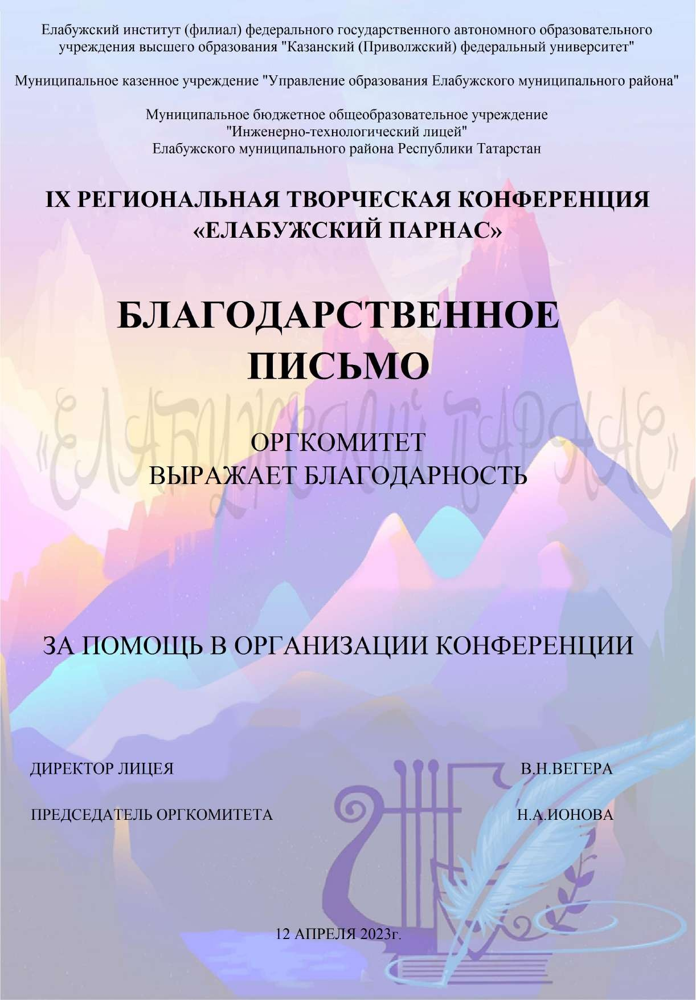 Елабужский институт (филиал) федерального государственного автономного образовательного
учреждения высшего образования "Казанский (Приволжский) федеральный университет"
Муниципальное казенное учреждение "Управление образования Елабужского муниципального района"
Муниципальное бюджетное общеобразовательное учреждение
"Инженерно-технологический лицей"
Елабужского муниципального района Республики Татарстан
IX РЕГИОНАЛЬНАЯ ТВОРЧЕСКАЯ КОНФЕРЕНЦИЯ
«ЕЛАБУЖСКИЙ ПАРНАС»
БЛАГОДАРСТВЕННОЕ
ПИСЬМО
«ЕЛАБУЖСКИЙ ПАРНАС»
ОРГКОМИТЕТ
ВЫРАЖАЕТ БЛАГОДАРНОСТЬ
ЗА ПОМОЩЬ В ОРГАНИЗАЦИИ КОНФЕРЕНЦИИ
ДИРЕКТОР ЛИЦЕЯ В.Н.ВЕГЕРА
ПРЕДСЕДАТЕЛЬ ОРГКОМИТЕТА Н.А.ИОНОВА
12 АПРЕЛЯ 2023г.